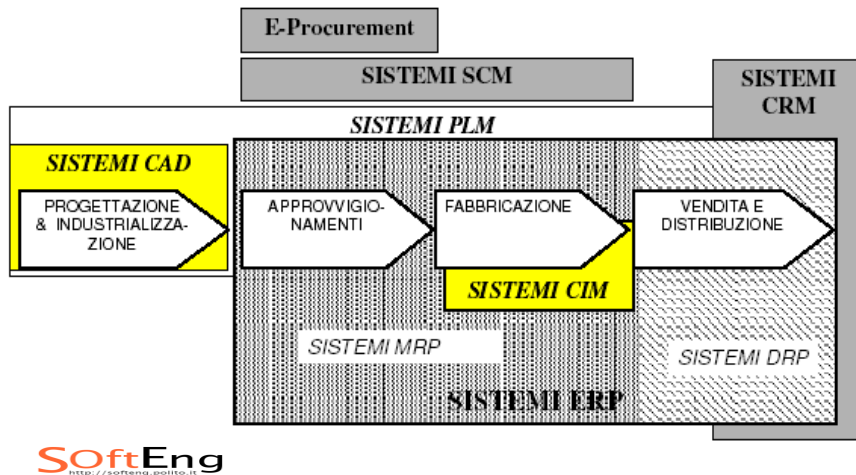 E-Procurement
SISTEMI SCM
SISTEMI
CRM
SISTEMI PLM
SISTEMI CAD
PROGETTAZIONE
& INDUSTRIALIZZA-
ZIONE
APPROVVIGIO-
NAMENTI
FABBRICAZIONE
VENDITA E
DISTRIBUZIONE
SISTEMI CIM
SISTEMI MRP
SISTEMI DRP
SISTEMI ERP
SOftEng
http://softeng.polito.it